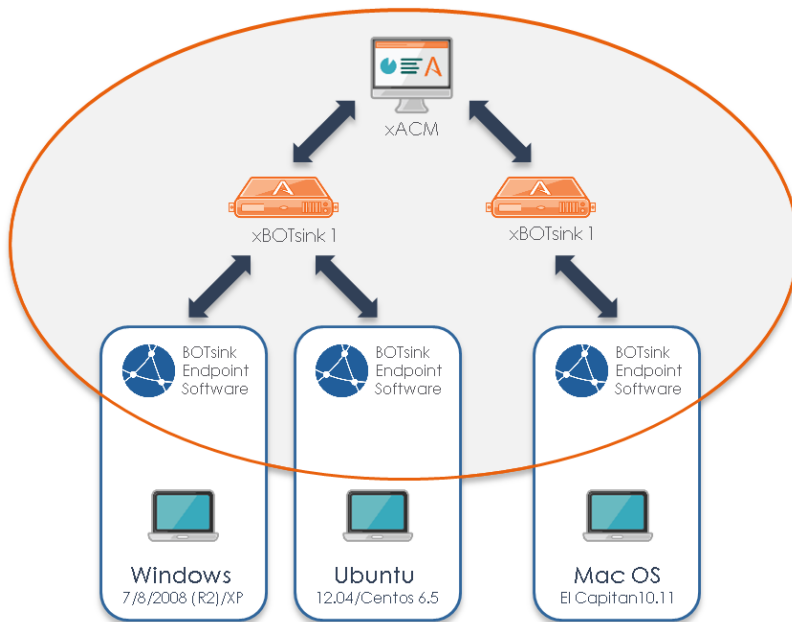 xACM
xBOTsink 1
xBOTsink 1
BOTsink
Endpoint
Software
BOTsink
Endpoint
Software
BOTsink
Endpoint
Software
Windows
7/8/2008 (R2)/XP
Ubuntu
12.04/Centos 6.5
Mac OS
El Capitan10.11